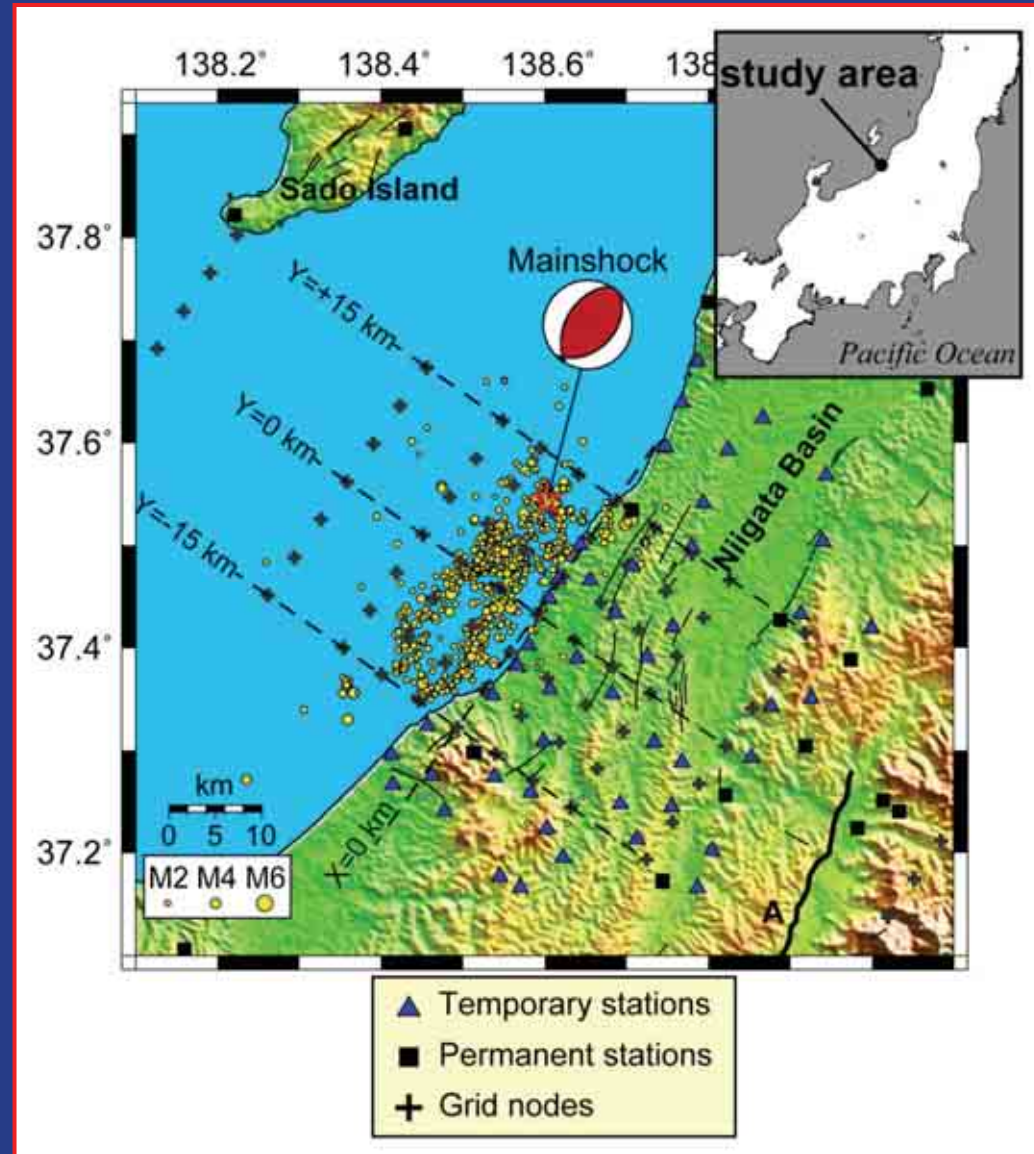 138.2˚ 138.4˚ 138.6˚ 138
study area
Sado Island
37.8˚
Mainshock
Y=+15 km
Pacific Ocean
37.6˚
Y=0 km
Niigata Basin
Y=-15 km
37.4˚
km
0 5 10
X=0 km
37.2˚
M2 M4 M6
A
Temporary stations
Permanent stations
Grid nodes